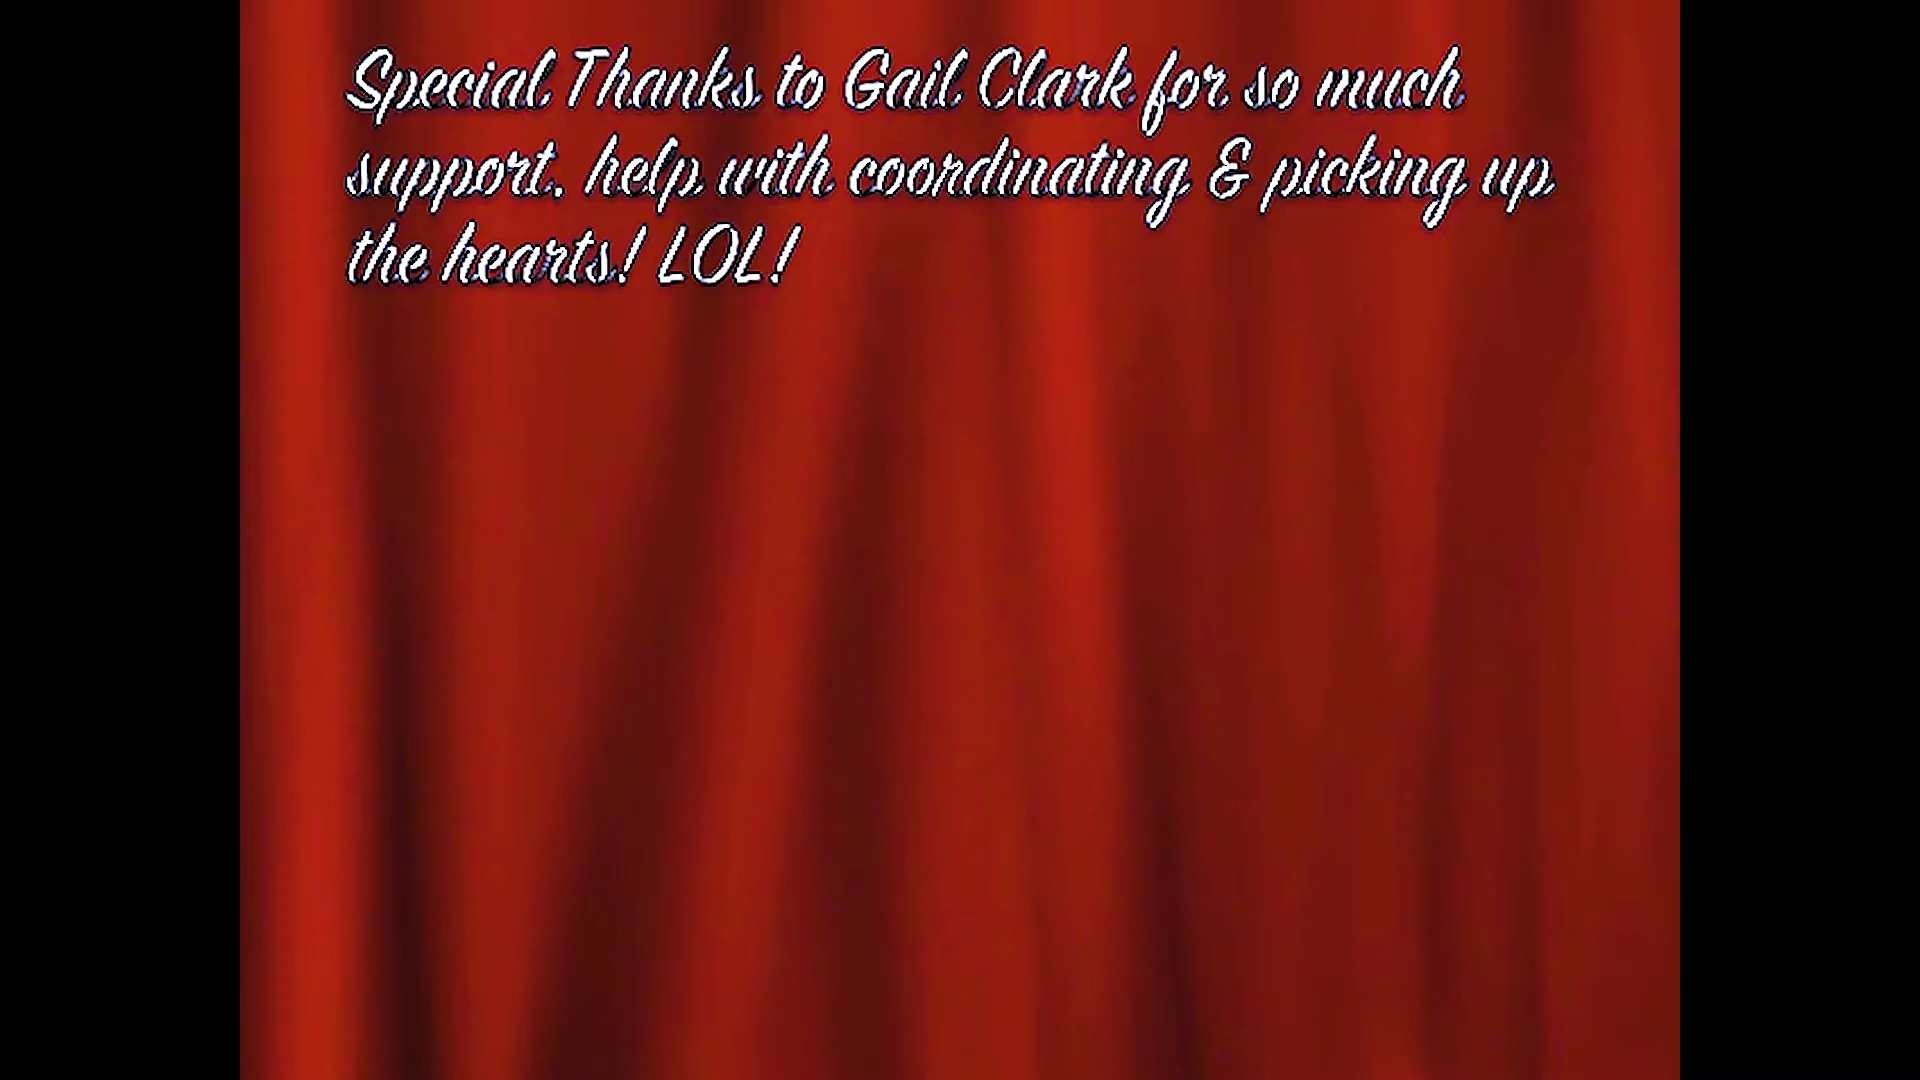 Special Thanks to Gail Clark for so much
support, help with coordinating & picking up
the hearts! LOL!